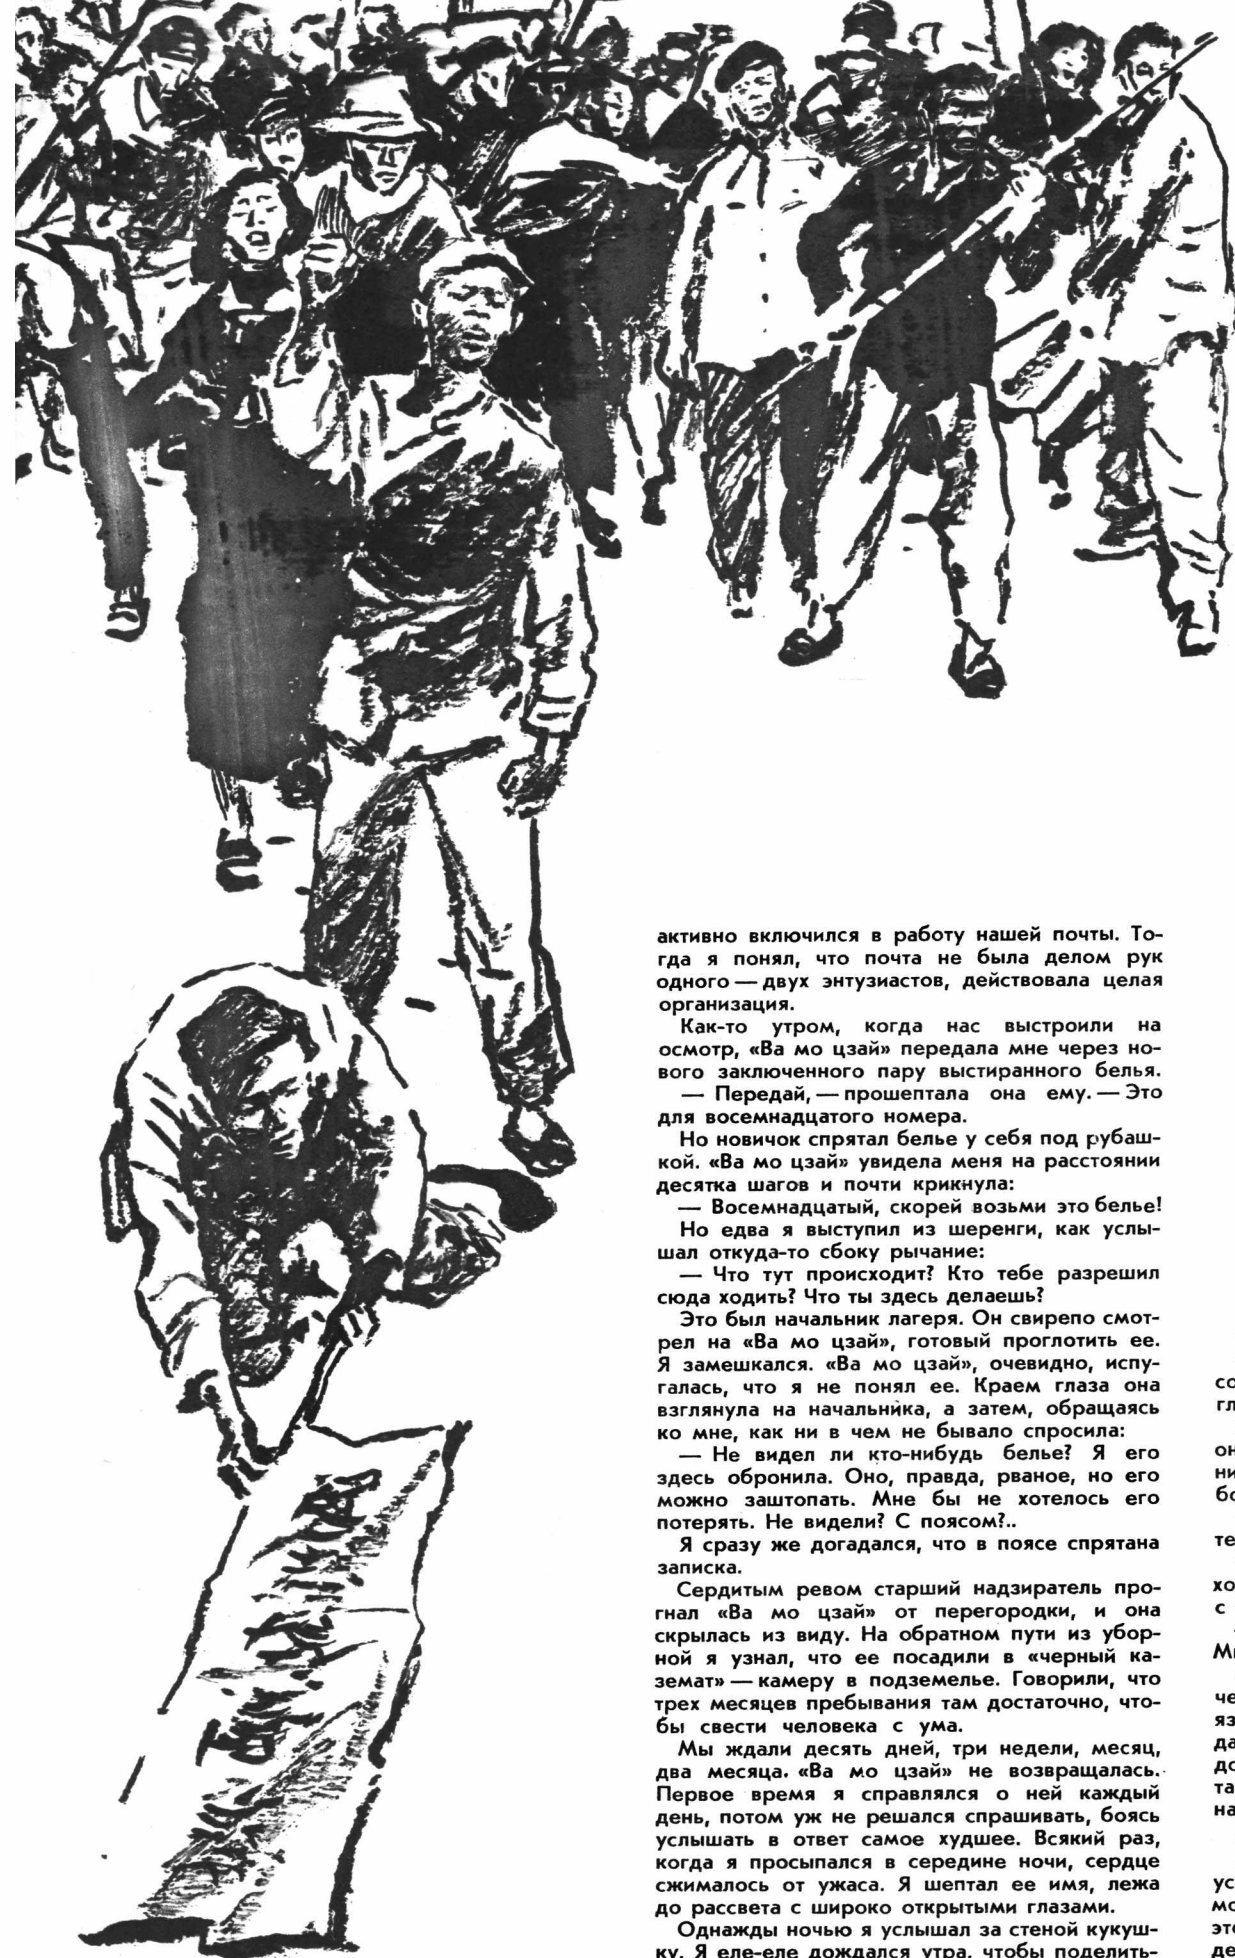 активно включился в работу нашей почты. То-
гда я понял, что почта не была делом рук
одного — двух энтузиастов, действовала целая
организация.
Как-то утром, когда нас выстроили на
осмотр, «Ва мо цзай» передала мне через но-
вого заключенного пару выстиранного белья.
— Передай, — прошептала она ему. — Это
для восемнадцатого номера.
Но новичок спрятал белье у себя под рубаш-
кой. «Ва мо цзай» увидела меня на расстоянии
десятка шагов и почти крикнула:
— Восемнадцатый, скорей возьми это белье!
Но едва я выступил из шеренги, как услы-
шал откуда-то сбоку рычание:
— Что тут происходит? Кто тебе разрешил
сюда ходить? Что ты здесь делаешь?
Это был начальник лагеря. Он свирепо смот-
рел на «Ва мо цзай», готовый проглотить ее.
Я замешкался. «Ва мо цзай», очевидно, испу-
галась, что я не понял ее. Краем глаза она
взглянула на начальника, а затем, обращаясь
ко мне, как ни в чем не бывало спросила:
— Не видел ли кто-нибудь белье? Я его
здесь обронила. Оно, правда, рваное, но его
можно заштопать. Мне бы не хотелось его
потерять. Не видели? С поясом?..
Я сразу же догадался, что в поясе спрятана
записка.
Сердитым ревом старший надзиратель про-
гнал «Ва мо цзай» от перегородки, и она
скрылась из виду. На обратном пути из убор-
ной я узнал, что ее посадили в «черный ка-
земат» — камеру в подземелье. Говорили, что
трех месяцев пребывания там достаточно, что-
бы свести человека с ума.
Мы ждали десять дней, три недели, месяц,
два месяца. «Ва мо цзай» не возвращалась.
Первое время я справлялся о ней каждый
день, потом уж не решался спрашивать, боясь
услышать в ответ самое худшее. Всякий раз,
когда я просыпался в середине ночи, сердце
сжималось от ужаса. Я шептал ее имя, лежа
до рассвета с широко открытыми глазами.
Однажды ночью я услышал за стеной кукуш-
ку. Я еле-еле дождался утра, чтобы поделить-